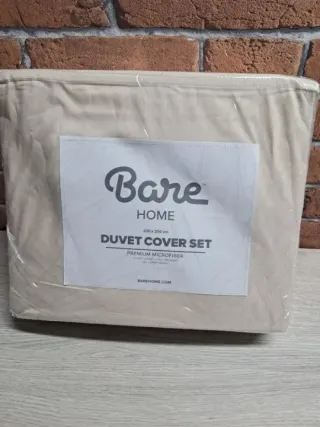 Bare
HOME
DUVET COVER SET
PREMIUM MICROFIBER
BAREHOME.COM